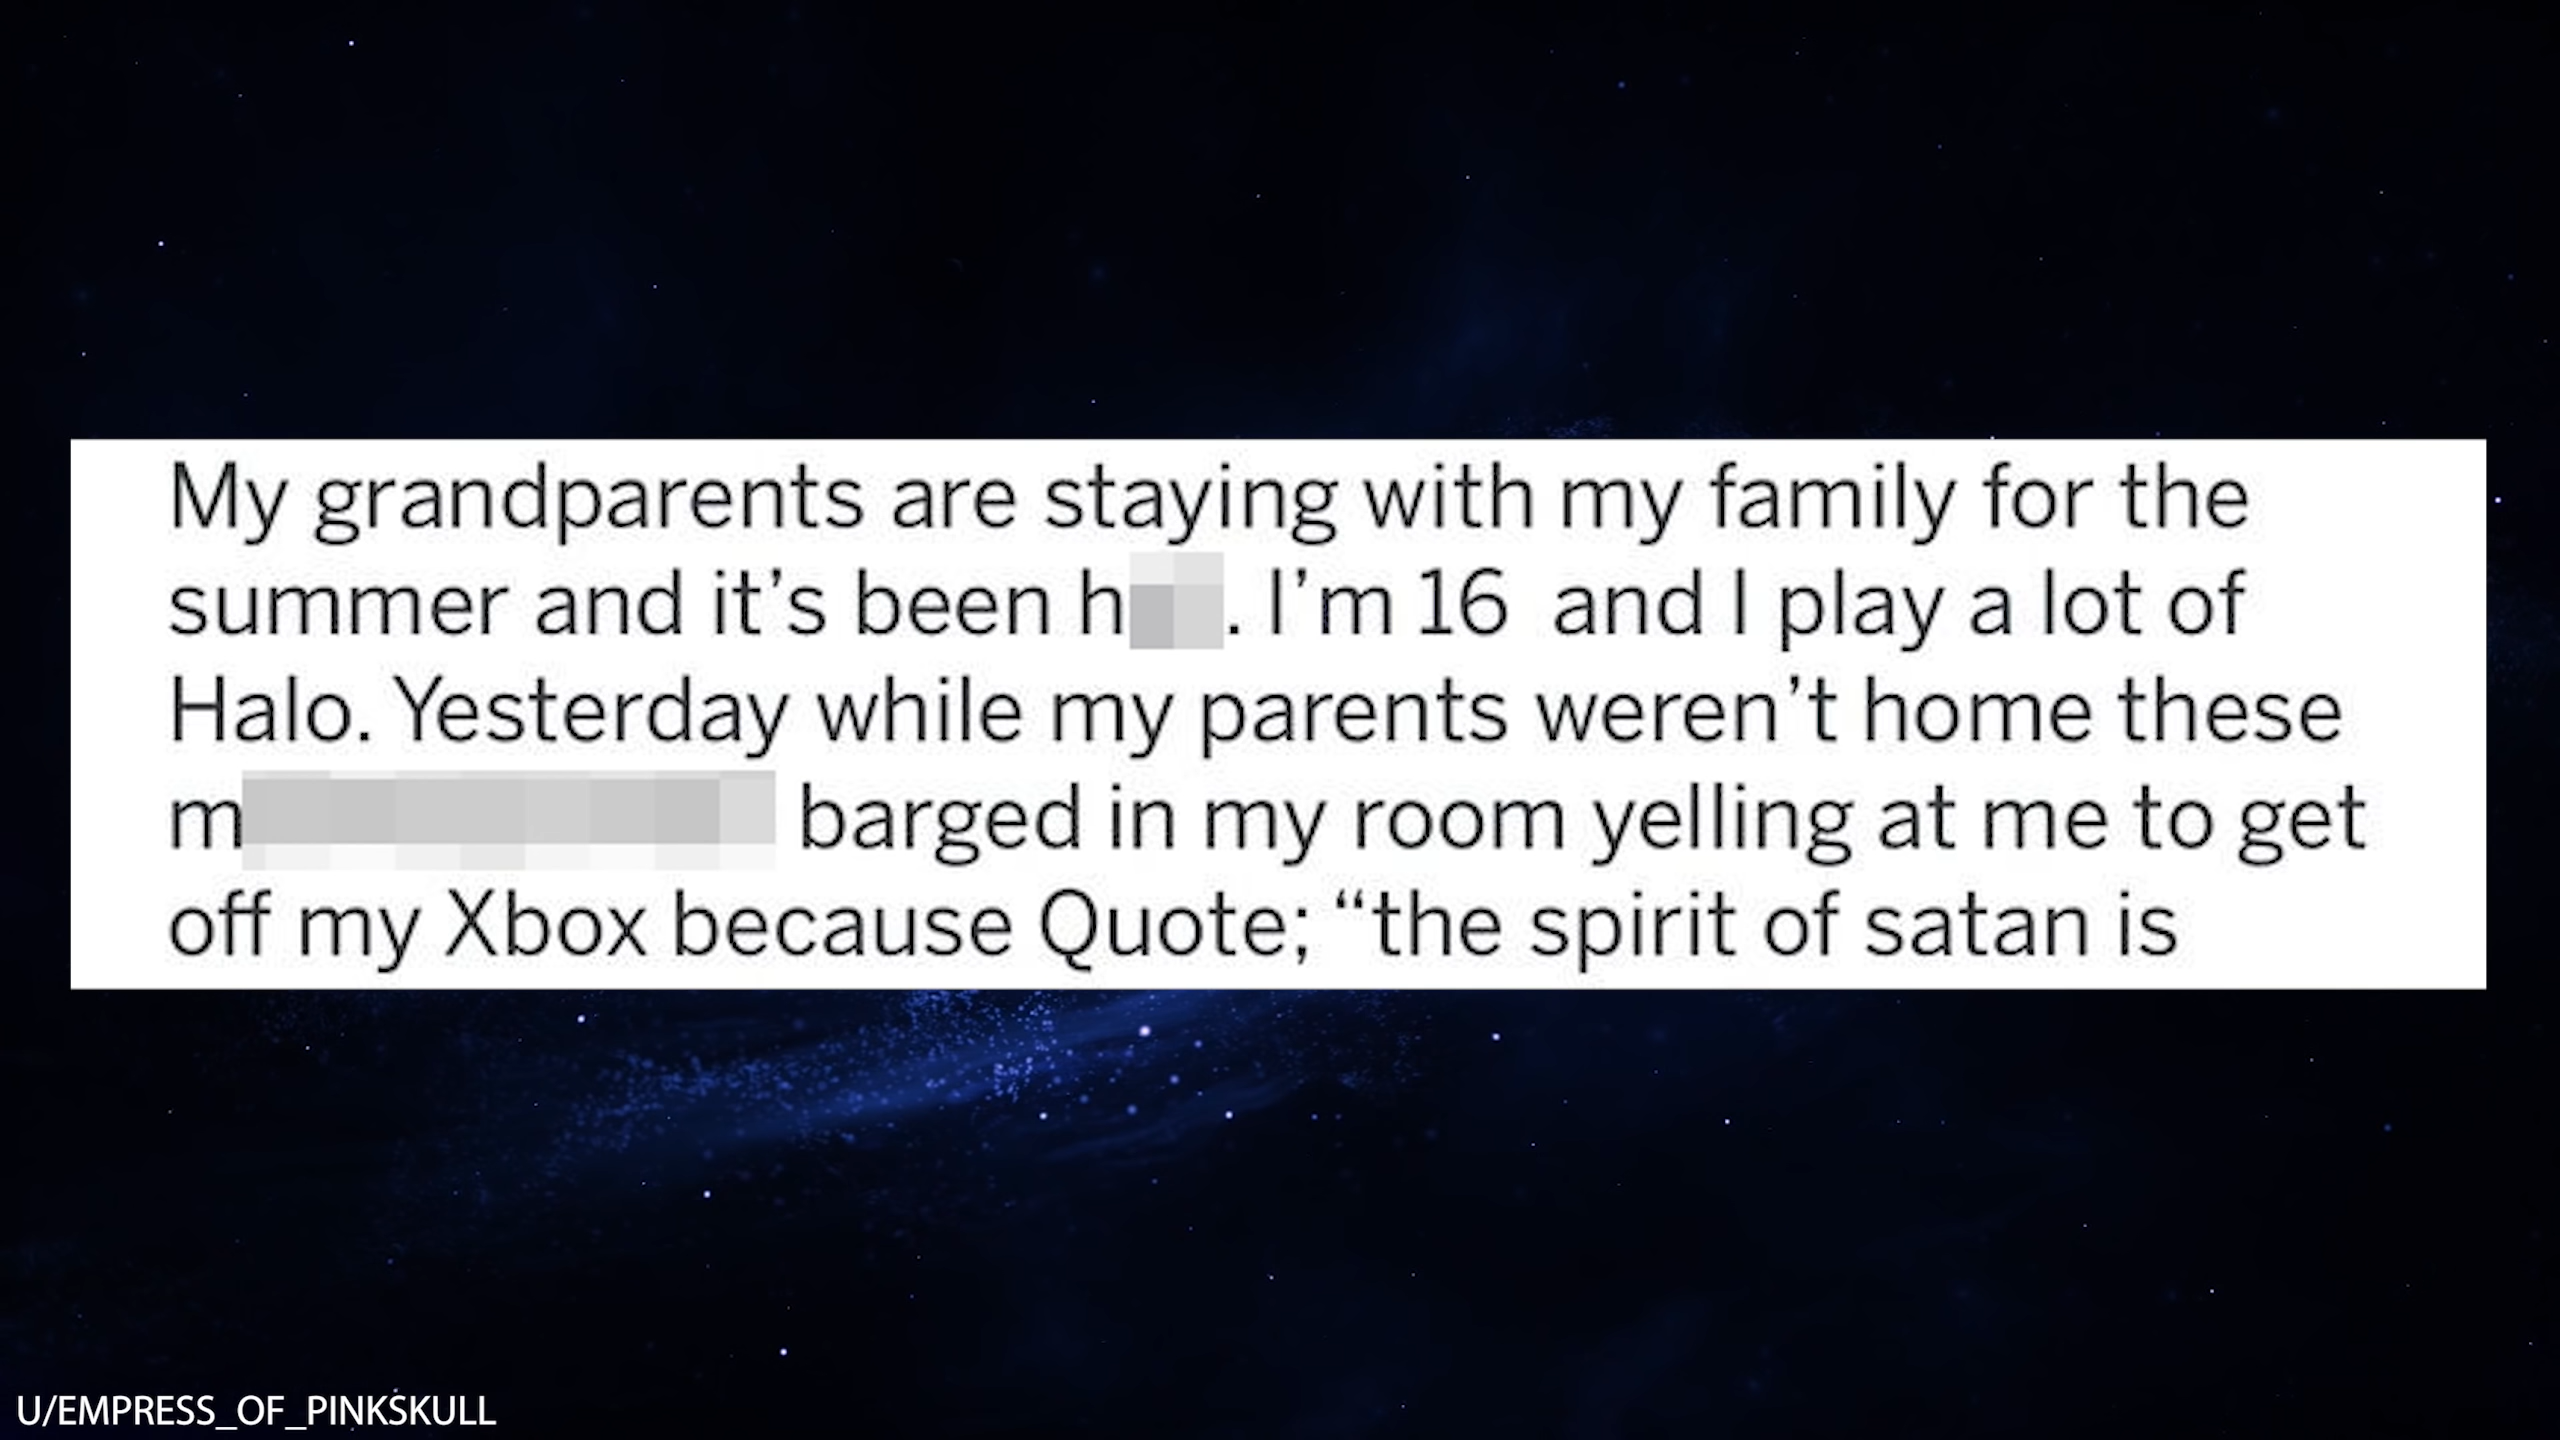 My grandparents are staying with my family for the
summer and it's been h. I'm 16 and I play a lot of
Halo. Yesterday while my parents weren't home these
m barged in my room yelling at me to get
off my Xbox because Quote; “the spirit of satan is
U/EMPRESS_OF_PINKSKULL